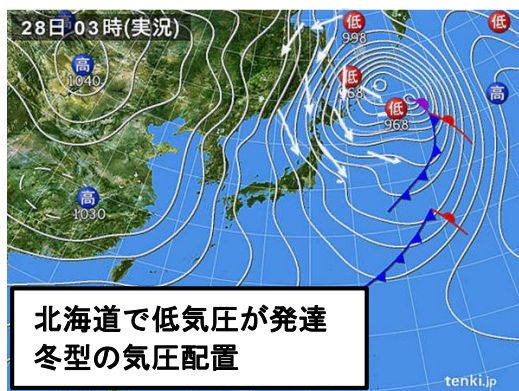 28日 03時(実況)
低
998
低
高
高
1040
968
低
968
高
高
1030
北海道で低気圧が発達
冬型の気圧配置
tenki.jp